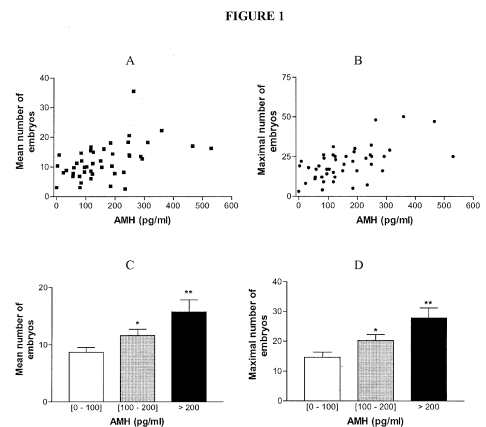 FIGURE 1
A
Mean number of
embryos
40
30
20
10
0
0 100 200 300 400 500 600
AMH (pg/ml)
B
Maximal number of
embryos
75
50
25
0
0 100 200 300 400 500 600
AMH (pg/ml)
C
Mean number of
embryos
20
10
0
*
**
[0 - 100] [100 - 200] > 200
AMH (pg/ml)
D
Maximal number of
embryos
40
30
20
10
0
*
**
[0 - 100] [100 - 200] > 200
AMH (pg/ml)